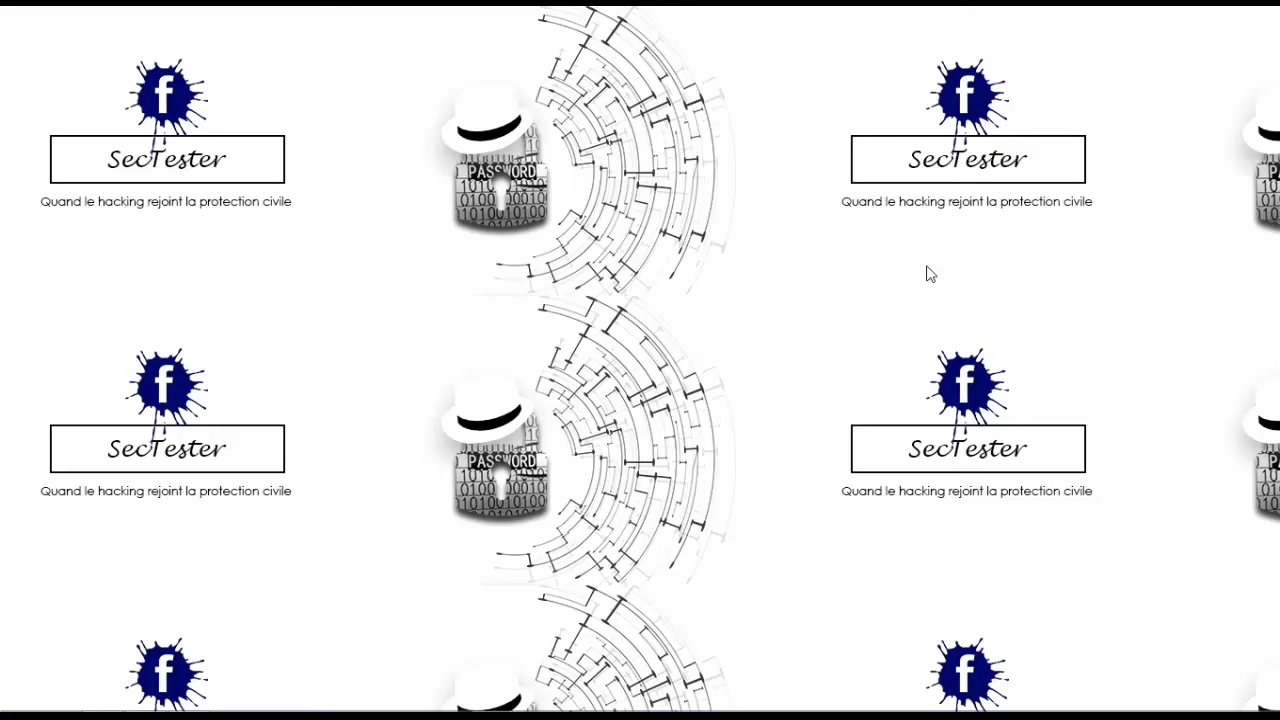 f
f
SecTester
PASSWORD
SecTester
Quand le hacking rejoint la protection civile
Quand le hacking rejoint la protection civile
f
f
SecTester
PASSWORD
SecTester
Quand le hacking rejoint la protection civile
Quand le hacking rejoint la protection civile
f
f